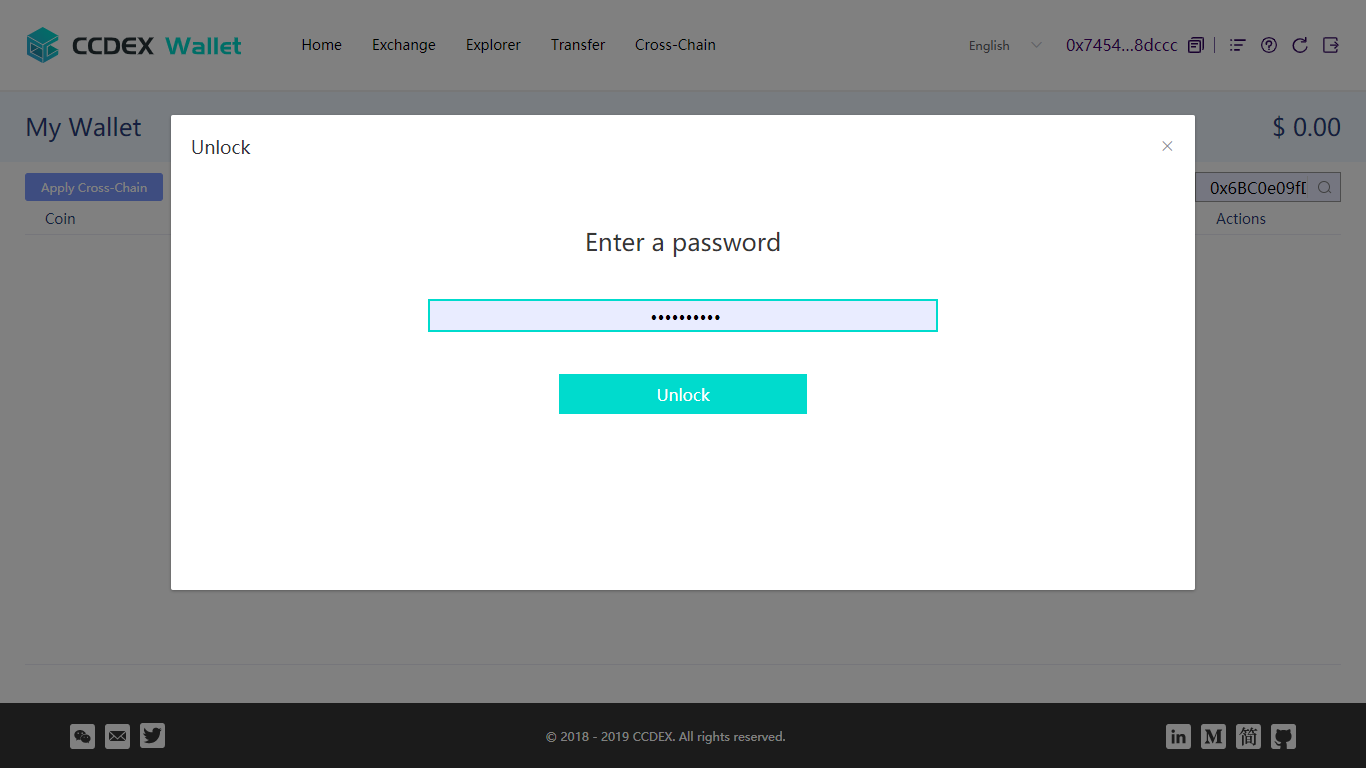 CCDEX Wallet
Home Exchange Explorer Transfer Cross-Chain English 0x7454...8dccc
My Wallet $ 0.00
Unlock
Apply Cross-Chain
Coin Actions
Enter a password
••••••••••
Unlock
© 2018 - 2019 CCDEX. All rights reserved.
in M 简